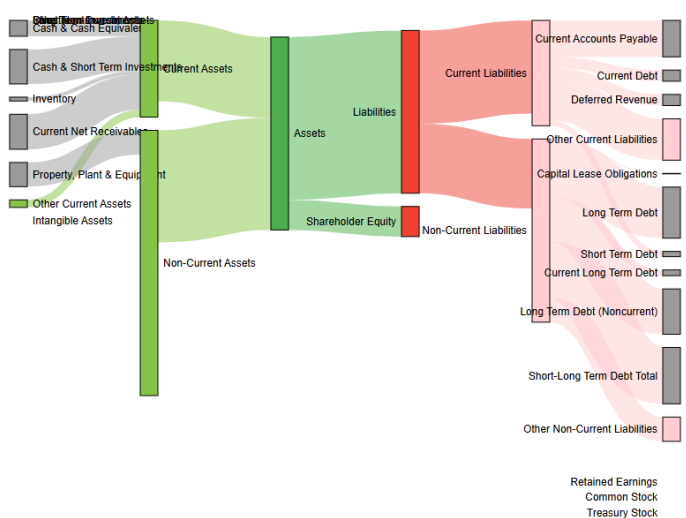 Cash & Cash Equivalen
Cash & Short Term Investments
Inventory
Current Net Receivables
Property, Plant & Equipment
Other Current Assets
Intangible Assets
Current Assets
Non-Current Assets
Assets
Liabilities
Shareholder Equity
Current Liabilities
Non-Current Liabilities
Current Accounts Payable
Current Debt
Deferred Revenue
Other Current Liabilities
Capital Lease Obligations
Long Term Debt
Short Term Debt
Current Long Term Debt
Long Term Debt (Noncurrent)
Short-Long Term Debt Total
Other Non-Current Liabilities
Retained Earnings
Common Stock
Treasury Stock